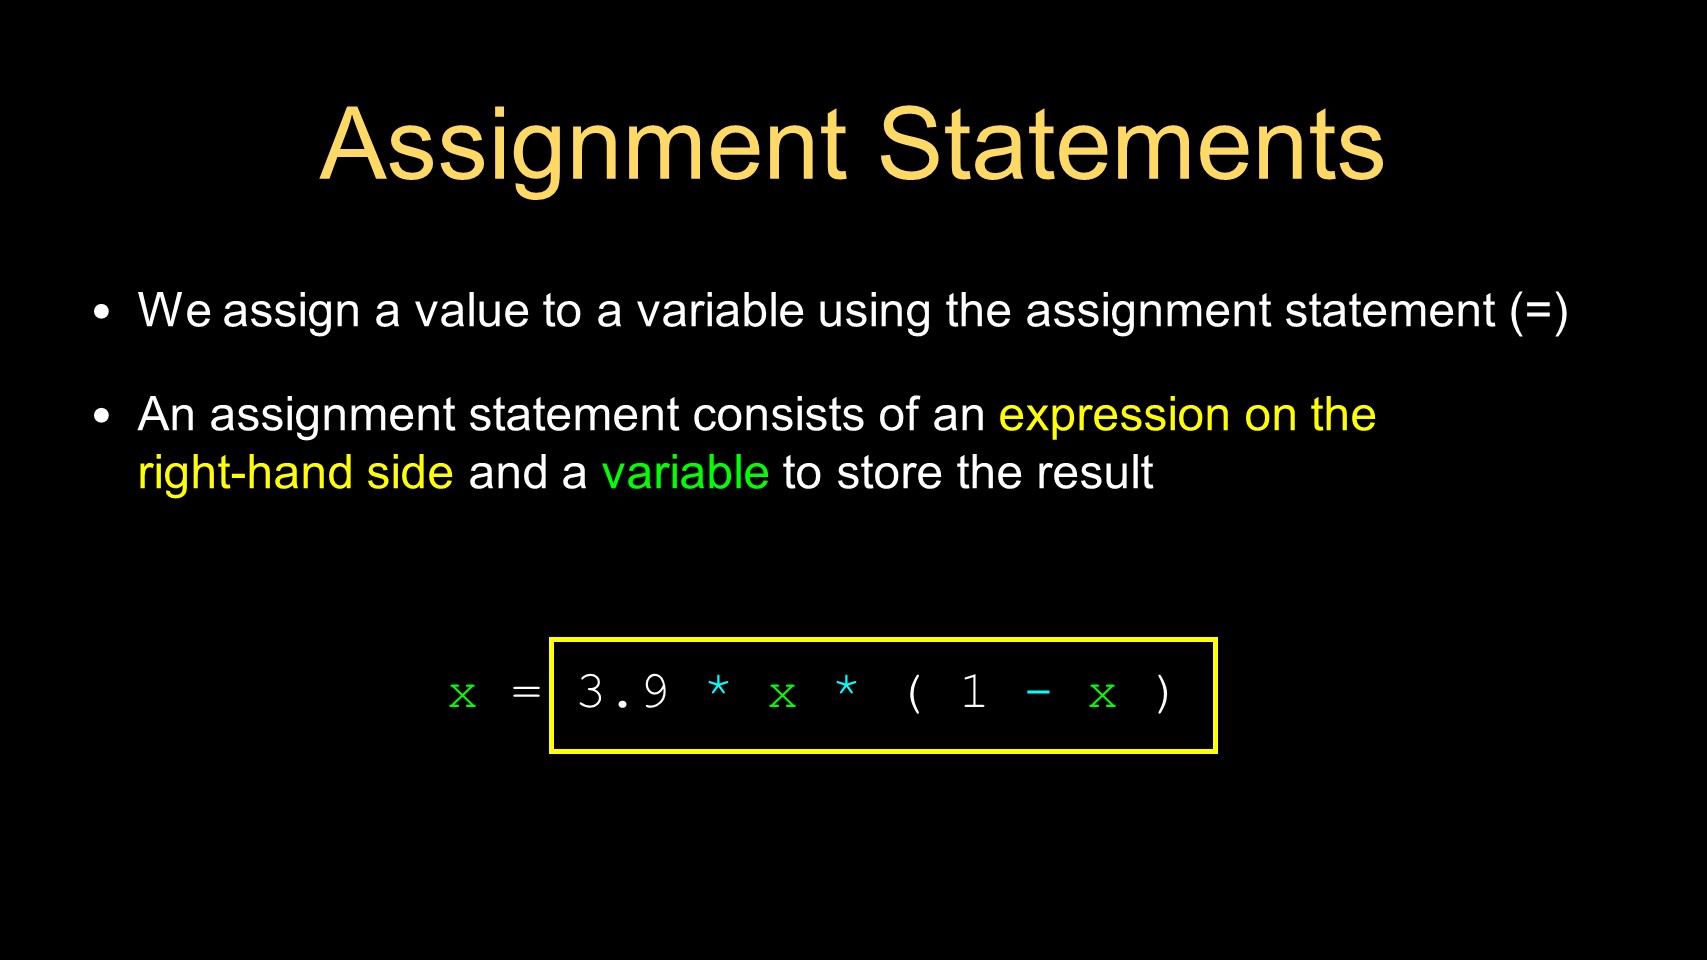 Assignment Statements
• We assign a value to a variable using the assignment statement (=)
• An assignment statement consists of an expression on the
right-hand side and a variable to store the result
x = 3.9 * x * ( 1 - x )